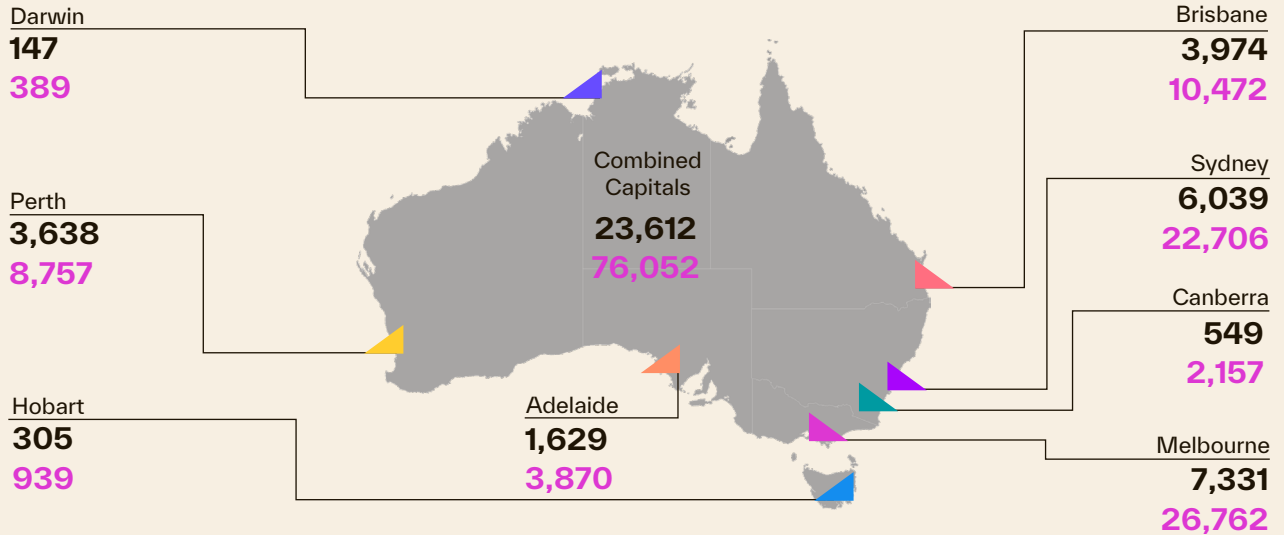 Darwin
147
389
Brisbane
3,974
10,472
Combined
Capitals
23,612
76,052
Sydney
6,039
22,706
Perth
3,638
8,757
Canberra
549
2,157
Hobart
305
939
Adelaide
1,629
3,870
Melbourne
7,331
26,762